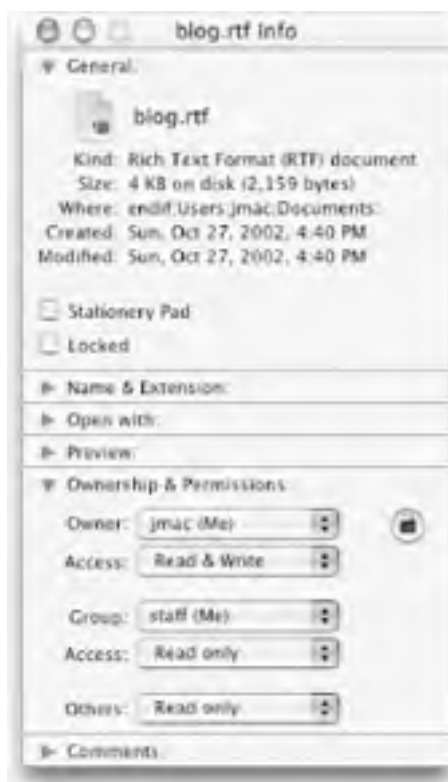 blog.rtf Info
General:
blog.rtf
Kind: Rich Text Format (RTF) document
Size: 4 KB on disk (2,159 bytes)
Where: endif:Users:jmac:Documents:
Created: Sun, Oct 27, 2002, 4:40 PM
Modified: Sun, Oct 27, 2002, 4:40 PM
Stationery Pad
Locked
Name & Extension:
Open with:
Preview:
Ownership & Permissions:
Owner: jmac (Me)
Access: Read & Write
Group: staff (Me)
Access: Read only
Others: Read only
Comments: